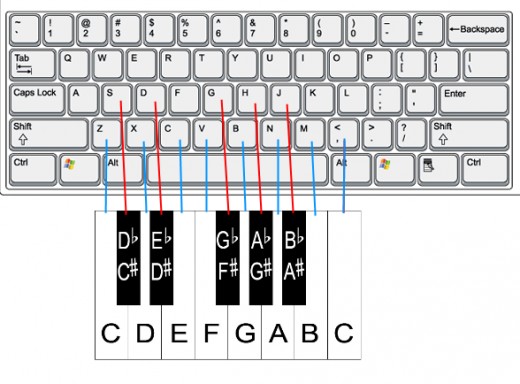 ~ ! @ # $ % ^ & * ( ) – +
` 1 2 3 4 5 6 7 8 9 0 - = ←Backspace
Tab Q W E R T Y U I O P { } |
[ ] \
Caps Lock A S D F G H J K L : " Enter
; '
Shift Z X C V B N M < > ? Shift
, . /
Ctrl Alt Alt Ctrl
D♭ E♭ G♭ A♭ B♭
C# D# F# G# A#
C D E F G A B C